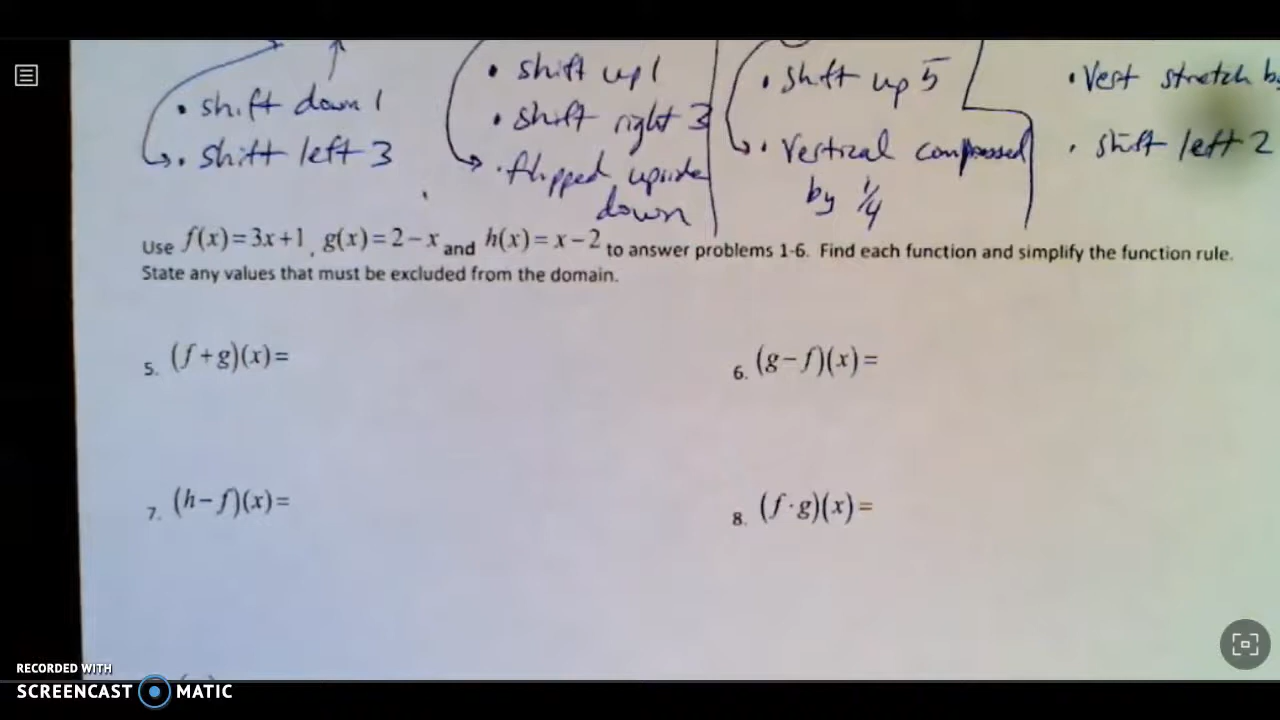 • shift down 1
• shift left 3
• shift up 1
• shift right 3
• flipped upside
down
• shift up 5
• Vertical compressed
by 1/4
• Vert stretch
• shift left 2
Use f(x)=3x+1, g(x)=2−x and h(x)=x−2 to answer problems 1-6. Find each function and simplify the function rule.
State any values that must be excluded from the domain.
5. (f+g)(x)=
6. (g−f)(x)=
7. (h−f)(x)=
8. (f·g)(x)=
RECORDED WITH
SCREENCAST MATIC